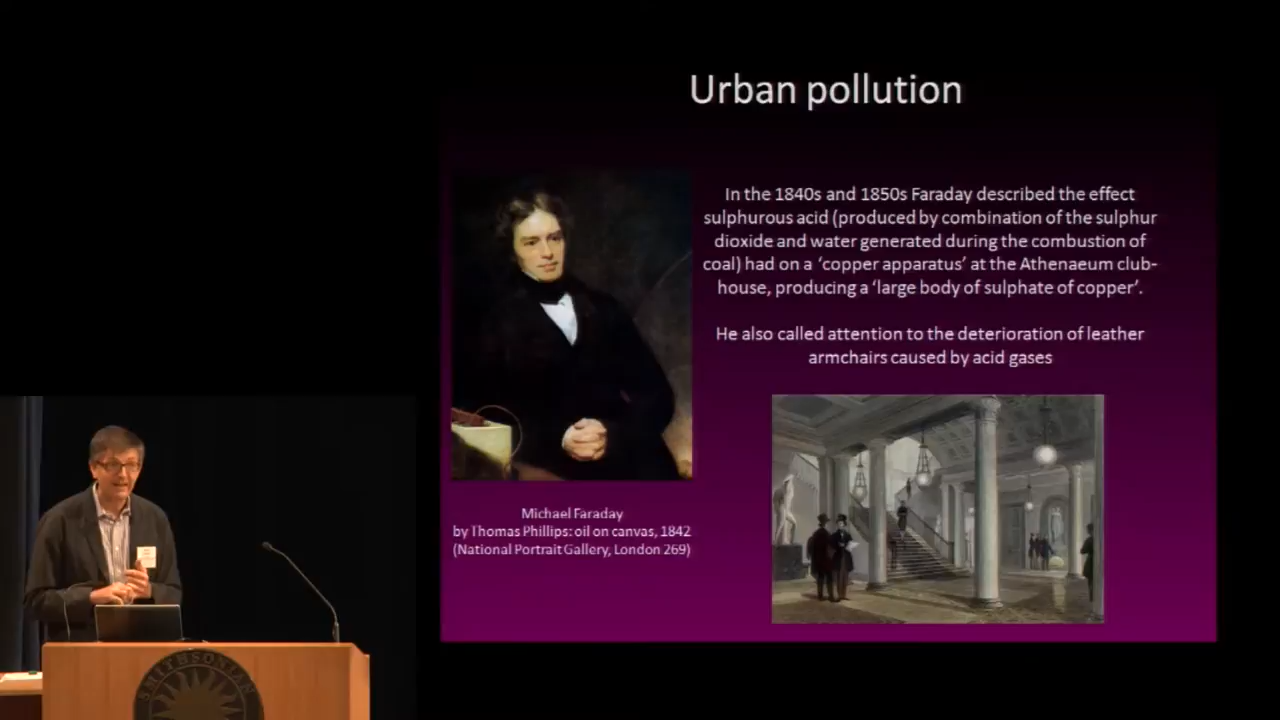 Urban pollution
In the 1840s and 1850s Faraday described the effect
sulphurous acid (produced by combination of the sulphur
dioxide and water generated during the combustion of
coal) had on a 'copper apparatus' at the Athenaeum club-
house, producing a 'large body of sulphate of copper'.
He also called attention to the deterioration of leather
armchairs caused by acid gases
Michael Faraday
by Thomas Phillips: oil on canvas, 1842
(National Portrait Gallery, London 269)
SMITHSONIAN